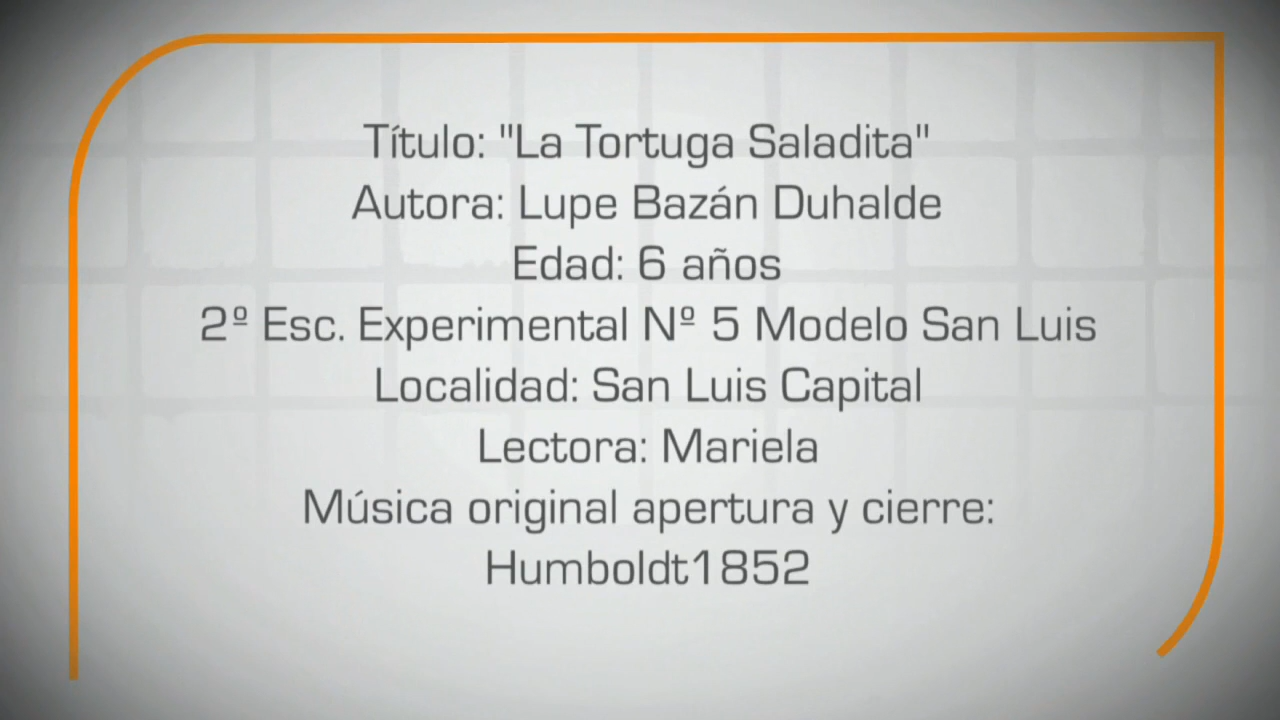 Título: "La Tortuga Saladita"
Autora: Lupe Bazán Duhalde
Edad: 6 años
2º Esc. Experimental Nº 5 Modelo San Luis
Localidad: San Luis Capital
Lectora: Mariela
Música original apertura y cierre:
Humboldt1852